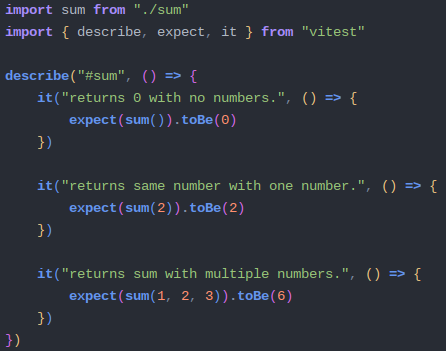 import sum from "./sum"
import { describe, expect, it } from "vitest"

describe("#sum", () => {
    it("returns 0 with no numbers.", () => {
        expect(sum()).toBe(0)
    })

    it("returns same number with one number.", () => {
        expect(sum(2)).toBe(2)
    })

    it("returns sum with multiple numbers.", () => {
        expect(sum(1, 2, 3)).toBe(6)
    })
})